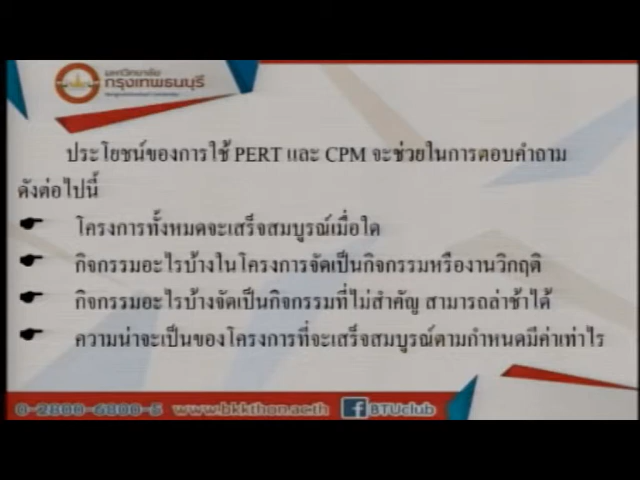 มหาวิทยาลัย
กรุงเทพธนบุรี
ประโยชน์ของการใช้ PERT และ CPM จะช่วยในการตอบคำถาม
ดังต่อไปนี้
โครงการทั้งหมดจะเสร็จสมบูรณ์เมื่อใด
กิจกรรมอะไรบ้างในโครงการจัดเป็นกิจกรรมหรืองานวิกฤติ
กิจกรรมอะไรบ้างจัดเป็นกิจกรรมที่ไม่สำคัญ สามารถล่าช้าได้
ความน่าจะเป็นของโครงการที่จะเสร็จสมบูรณ์ตามกำหนดมีค่าเท่าไร
0-2800-6800-5 www.bkkthon.ac.th BTUclub